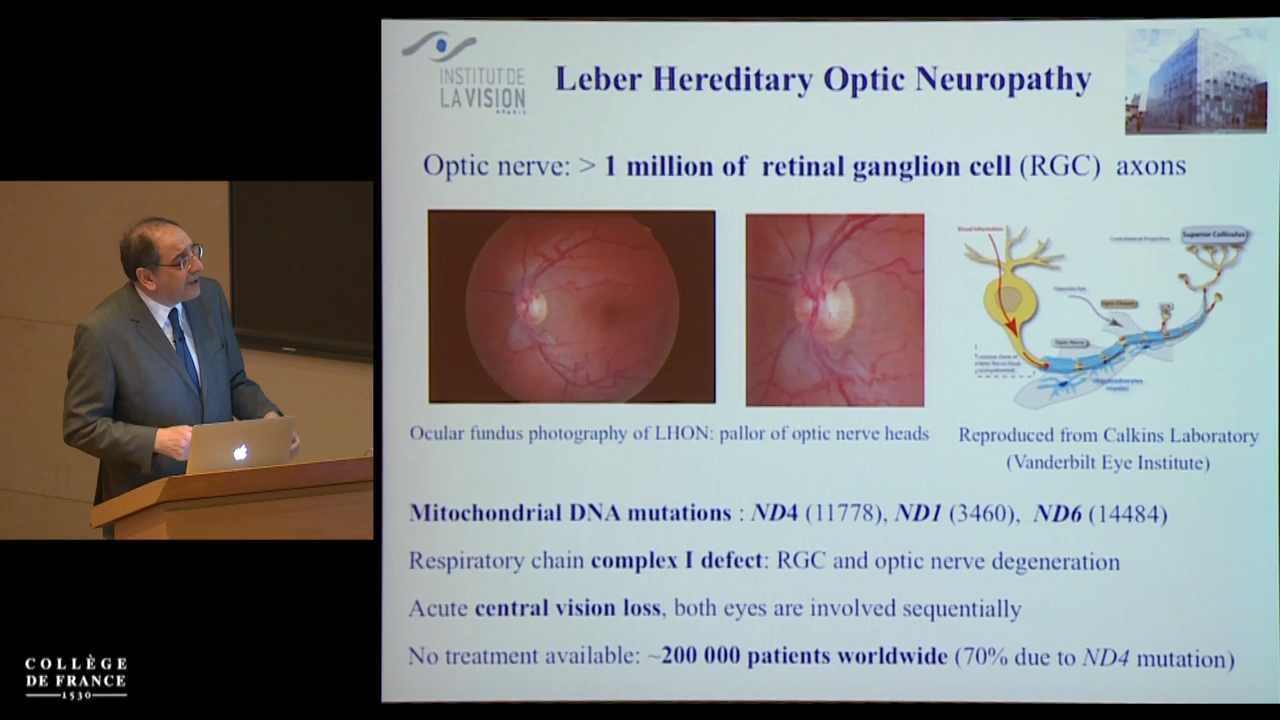 INSTITUT DE
LA VISION
PARIS
Leber Hereditary Optic Neuropathy
Optic nerve: > 1 million of retinal ganglion cell (RGC) axons
Visual information
Superior Colliculus
Optic Nerve
Ocular fundus photography of LHON: pallor of optic nerve heads
Reproduced from Calkins Laboratory
(Vanderbilt Eye Institute)
Mitochondrial DNA mutations : ND4 (11778), ND1 (3460), ND6 (14484)
Respiratory chain complex I defect: RGC and optic nerve degeneration
Acute central vision loss, both eyes are involved sequentially
No treatment available: ~200 000 patients worldwide (70% due to ND4 mutation)
COLLÈGE
DE FRANCE
1530